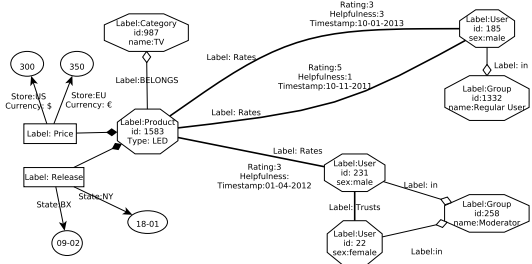 Label:Category
id:987
name:TV
Rating:3
Helpfulness:3
Timestamp:10-01-2013
Label:User
id: 185
sex:male
Label: in
Label:Group
id:1332
name:Regular User
300
350
Store:US
Currency: $
Store:EU
Currency: €
Label:BELONGS
Label: Rates
Rating:5
Helpfulness:1
Timestamp:10-11-2011
Label: Rates
Label: Price
Label:Product
id: 1583
Type: LED
Label: Release
State:BX
State:NY
09-02
18-01
Label: Rates
Rating:3
Helpfulness:
Timestamp:01-04-2012
Label:User
id: 231
sex:male
Label: in
Label:Trusts
Label:Group
id:258
name:Moderator
Label:User
id: 22
sex:female
Label:in